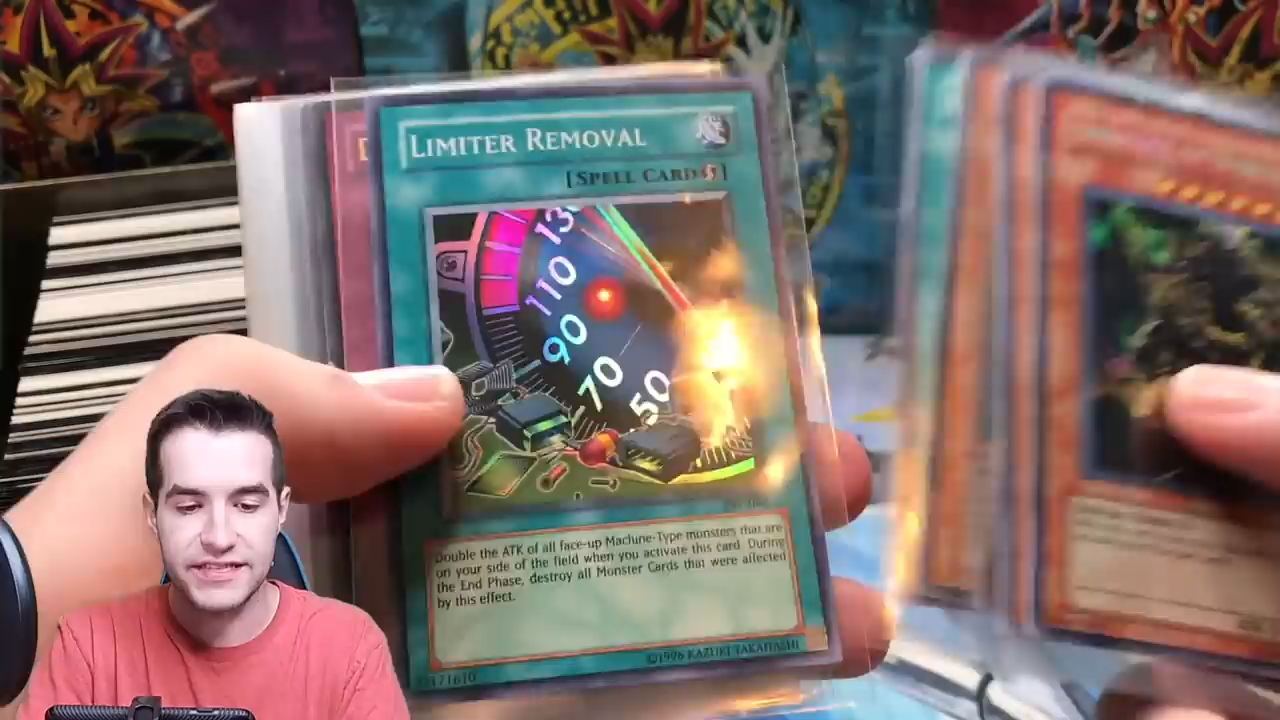 LIMITER REMOVAL
[SPELL CARD]
130
110
90
70
50
Double the ATK of all face-up Machine-Type monsters that are
on your side of the field when you activate this card. During
the End Phase, destroy all Monster Cards that were affected
by this effect.
©1996 KAZUKI TAKAHASHI